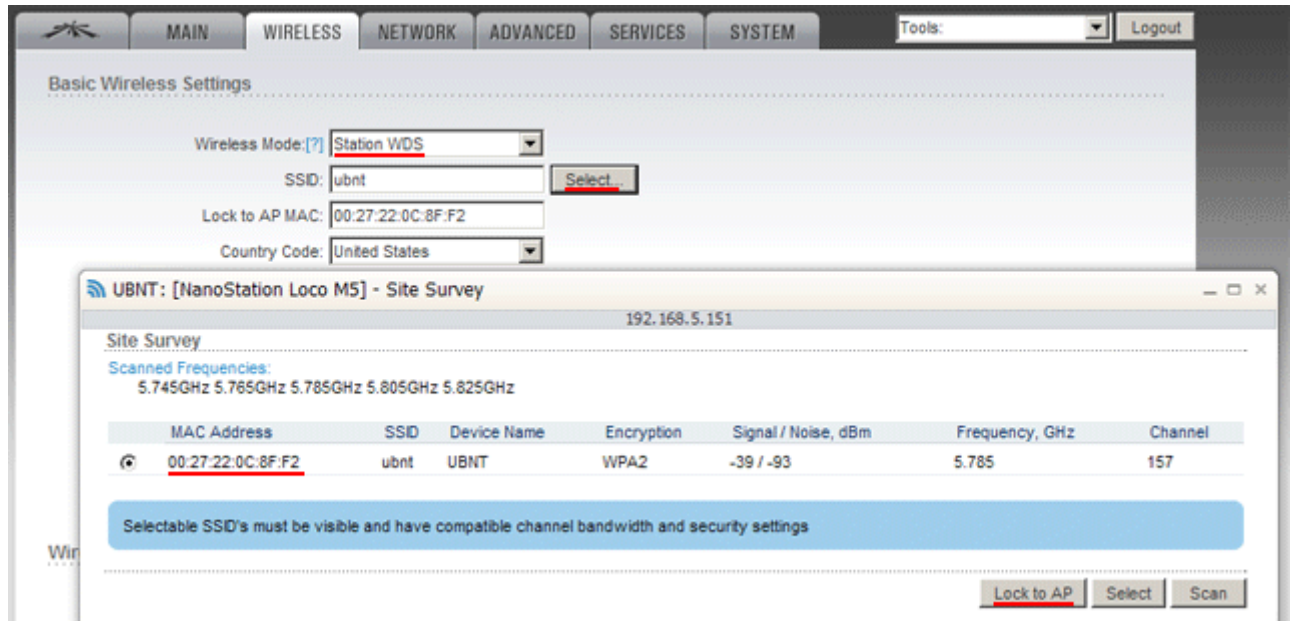 MAIN WIRELESS NETWORK ADVANCED SERVICES SYSTEM Tools: Logout
Basic Wireless Settings
Wireless Mode:[?] Station WDS
SSID: ubnt Select...
Lock to AP MAC: 00:27:22:0C:8F:F2
Country Code: United States
UBNT: [NanoStation Loco M5] - Site Survey
192.168.5.151
Site Survey
Scanned Frequencies:
5.745GHz 5.765GHz 5.785GHz 5.805GHz 5.825GHz
MAC Address SSID Device Name Encryption Signal / Noise, dBm Frequency, GHz Channel
00:27:22:0C:8F:F2 ubnt UBNT WPA2 -39 / -93 5.785 157
Selectable SSID's must be visible and have compatible channel bandwidth and security settings
Wir
Lock to AP Select Scan